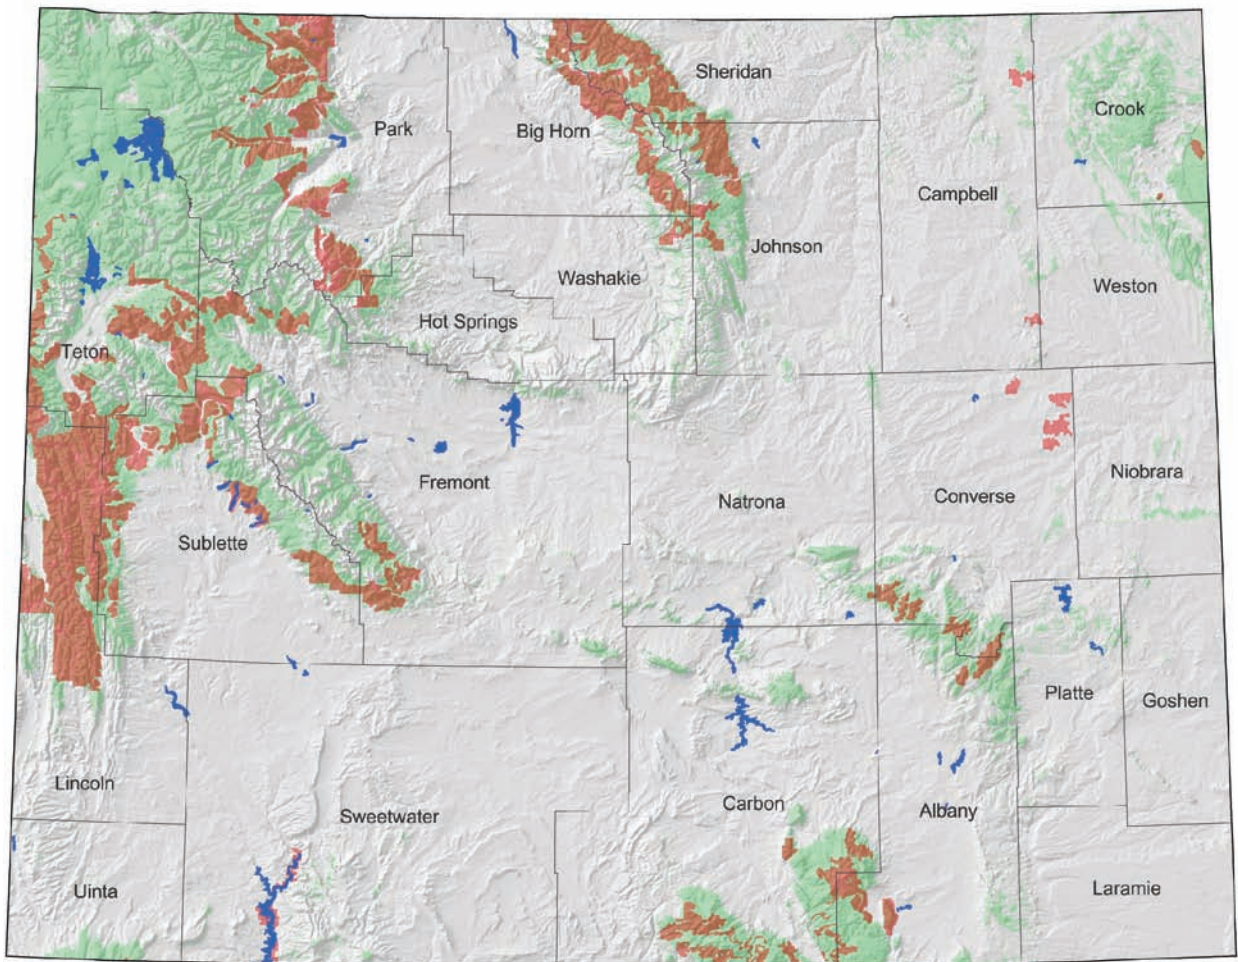 Sheridan
Park
Big Horn
Crook
Campbell
Johnson
Washakie
Weston
Hot Springs
Teton
Fremont
Niobrara
Natrona
Converse
Sublette
Platte
Goshen
Lincoln
Sweetwater
Carbon
Albany
Uinta
Laramie